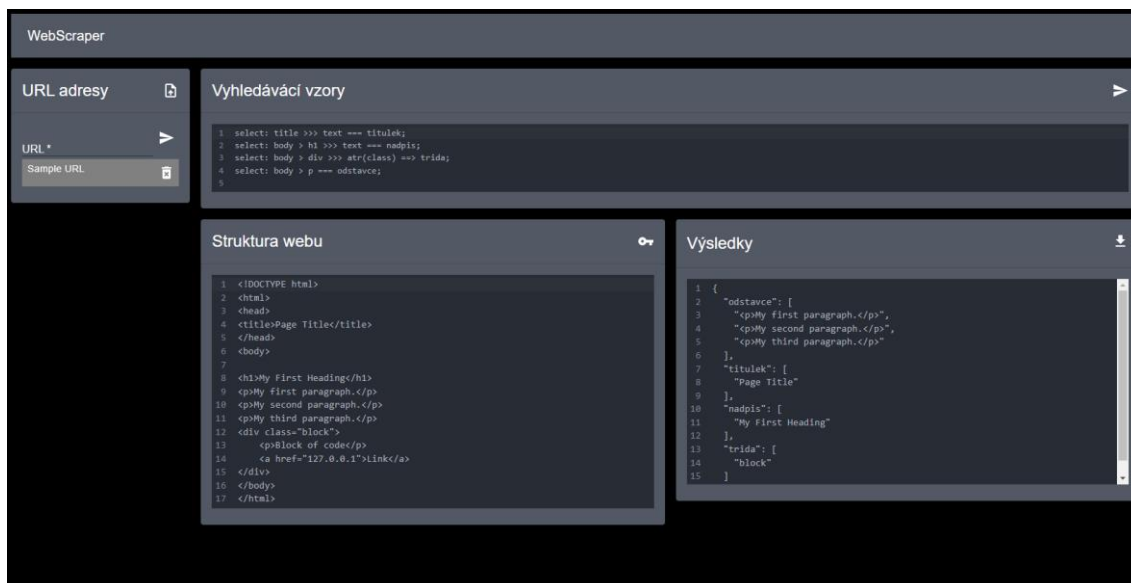 WebScraper
URL adresy
URL *
Sample URL
Vyhledávácí vzory
1 select: title >>> text === titulek;
2 select: body > h1 >>> text === nadpis;
3 select: body > div >>> atr(class) ==> trida;
4 select: body > p === odstavce;
5
Struktura webu
1 <!DOCTYPE html>
2 <html>
3 <head>
4 <title>Page Title</title>
5 </head>
6 <body>
7
8 <h1>My First Heading</h1>
9 <p>My first paragraph.</p>
10 <p>My second paragraph.</p>
11 <p>My third paragraph.</p>
12 <div class="block">
13 <p>Block of code</p>
14 <a href="127.0.0.1">Link</a>
15 </div>
16 </body>
17 </html>
Výsledky
1 {
2 "odstavce": [
3 "<p>My first paragraph.</p>",
4 "<p>My second paragraph.</p>",
5 "<p>My third paragraph.</p>"
6 ],
7 "titulek": [
8 "Page Title"
9 ],
10 "nadpis": [
11 "My First Heading"
12 ],
13 "trida": [
14 "block"
15 ]